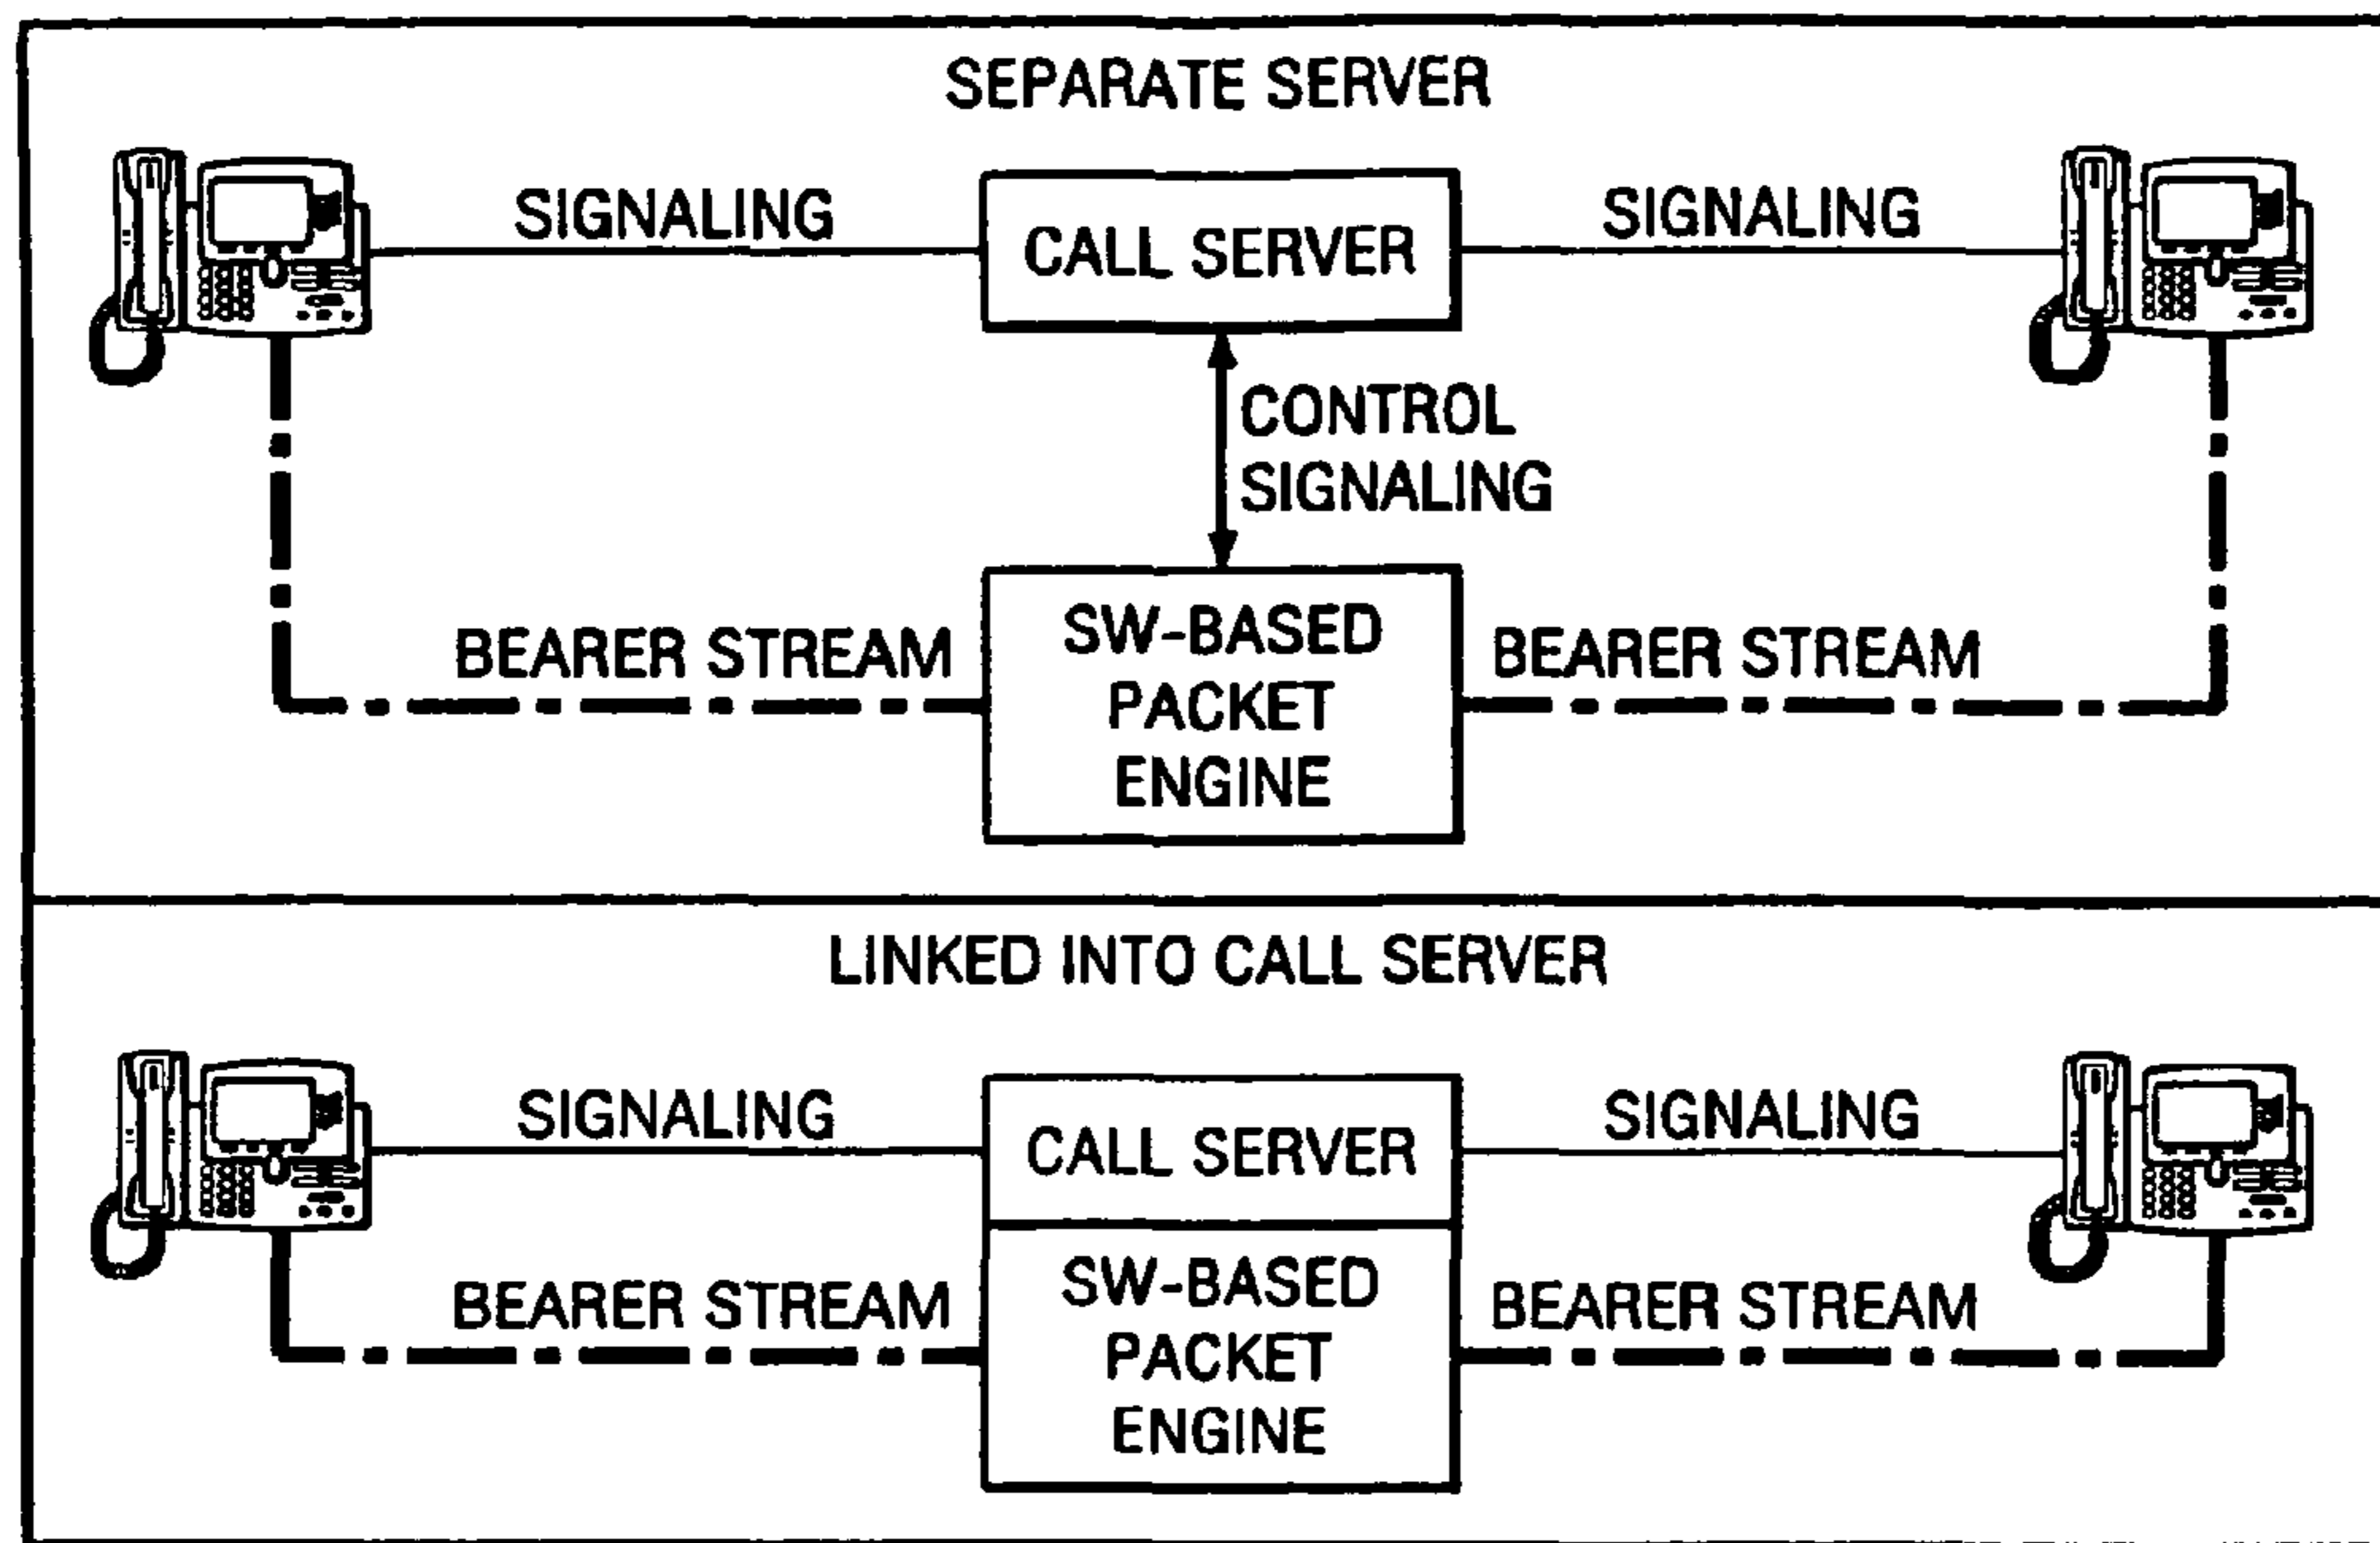 SEPARATE SERVER
SIGNALING
CALL SERVER
SIGNALING
CONTROL
SIGNALING
BEARER STREAM
SW-BASED
PACKET
ENGINE
BEARER STREAM
LINKED INTO CALL SERVER
SIGNALING
CALL SERVER
SIGNALING
BEARER STREAM
SW-BASED
PACKET
ENGINE
BEARER STREAM